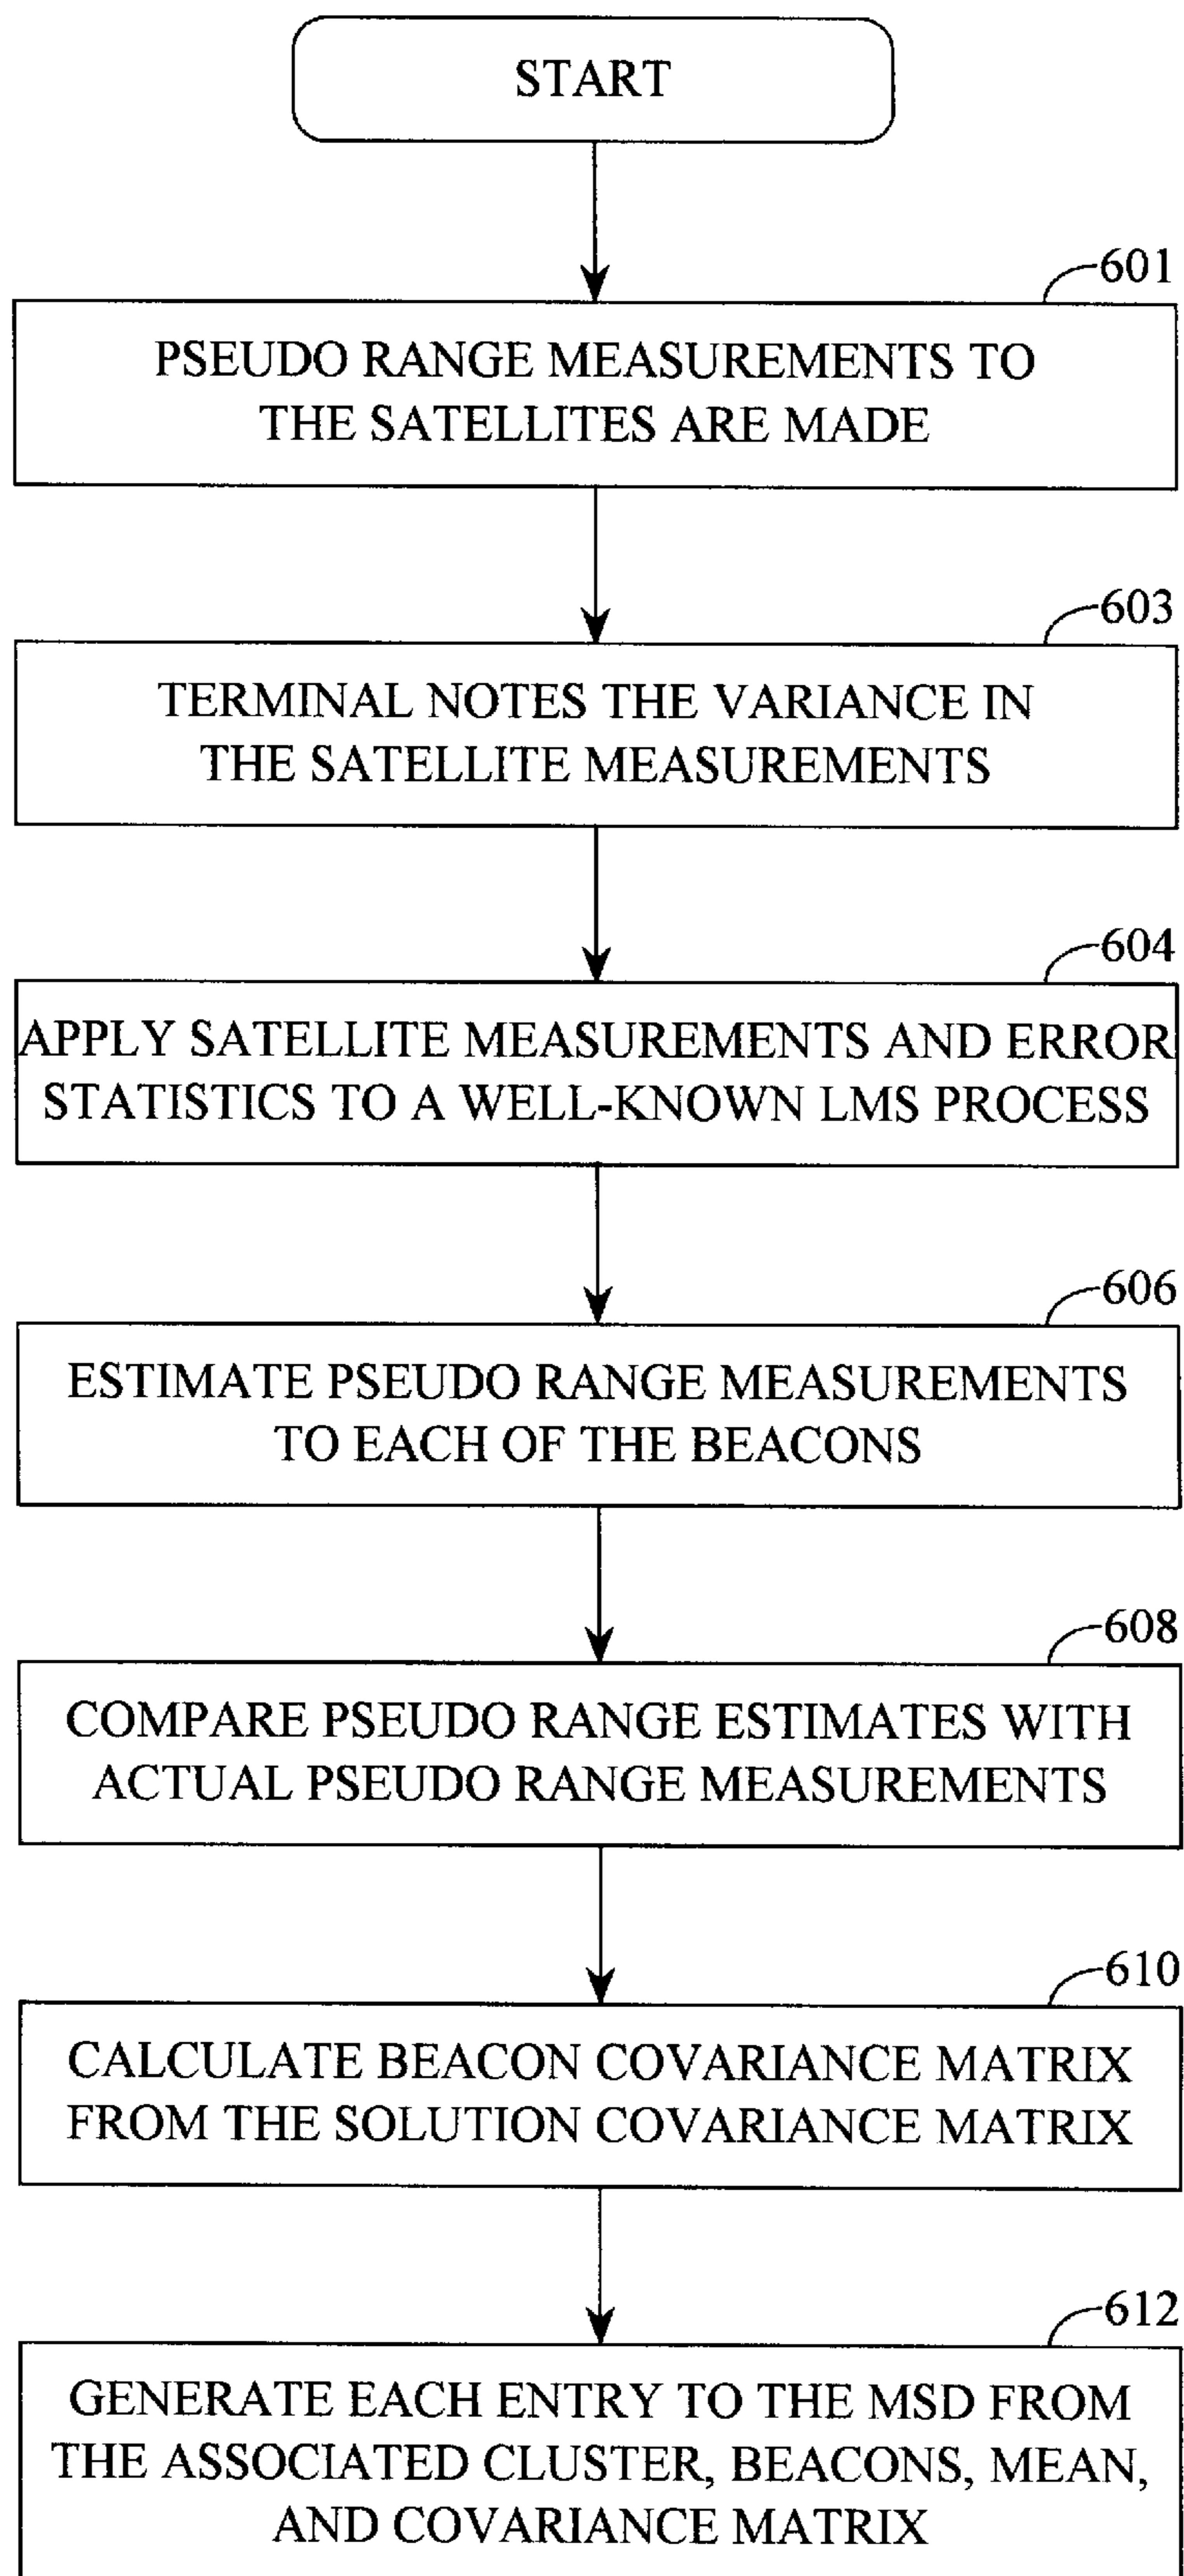 START
601
PSEUDO RANGE MEASUREMENTS TO
THE SATELLITES ARE MADE
603
TERMINAL NOTES THE VARIANCE IN
THE SATELLITE MEASUREMENTS
604
APPLY SATELLITE MEASUREMENTS AND ERROR
STATISTICS TO A WELL-KNOWN LMS PROCESS
606
ESTIMATE PSEUDO RANGE MEASUREMENTS
TO EACH OF THE BEACONS
608
COMPARE PSEUDO RANGE ESTIMATES WITH
ACTUAL PSEUDO RANGE MEASUREMENTS
610
CALCULATE BEACON COVARIANCE MATRIX
FROM THE SOLUTION COVARIANCE MATRIX
612
GENERATE EACH ENTRY TO THE MSD FROM
THE ASSOCIATED CLUSTER, BEACONS, MEAN,
AND COVARIANCE MATRIX